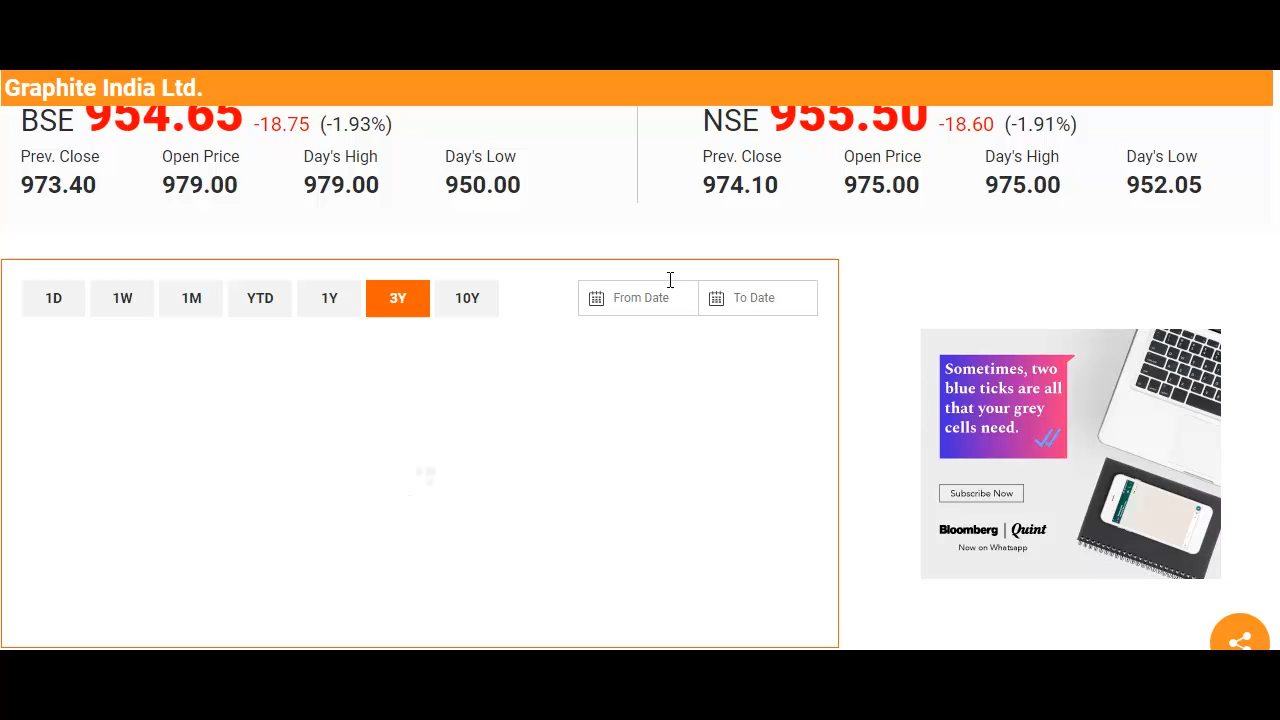 Graphite India Ltd.
BSE 954.65 -18.75 (-1.93%)
NSE 955.50 -18.60 (-1.91%)
Prev. Close Open Price Day's High Day's Low
973.40 979.00 979.00 950.00
Prev. Close Open Price Day's High Day's Low
974.10 975.00 975.00 952.05
1D 1W 1M YTD 1Y 3Y 10Y
From Date To Date
Sometimes, two
blue ticks are all
that your grey
cells need.
Subscribe Now
Bloomberg | Quint
Now on Whatsapp